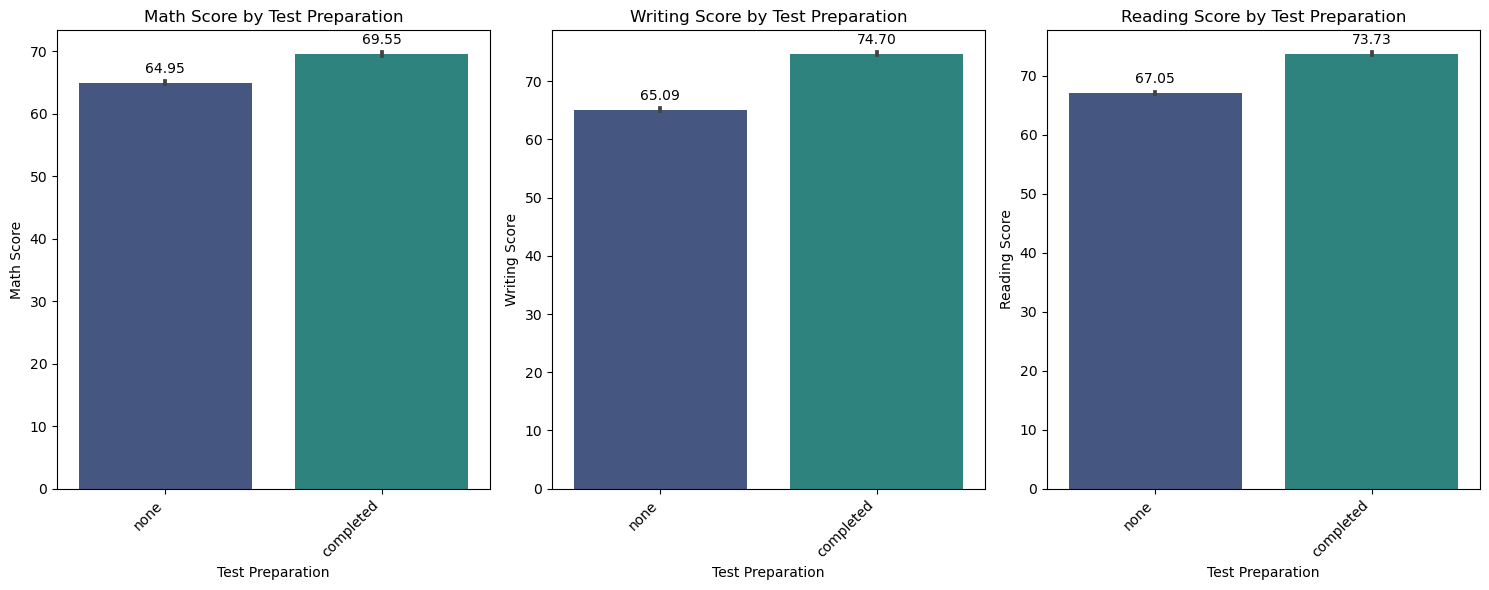 Math Score by Test Preparation
69.55
64.95
70
60
50
40
30
20
10
0
Math Score
none
completed
Test Preparation
Writing Score by Test Preparation
74.70
65.09
70
60
50
40
30
20
10
0
Writing Score
none
completed
Test Preparation
Reading Score by Test Preparation
73.73
67.05
70
60
50
40
30
20
10
0
Reading Score
none
completed
Test Preparation